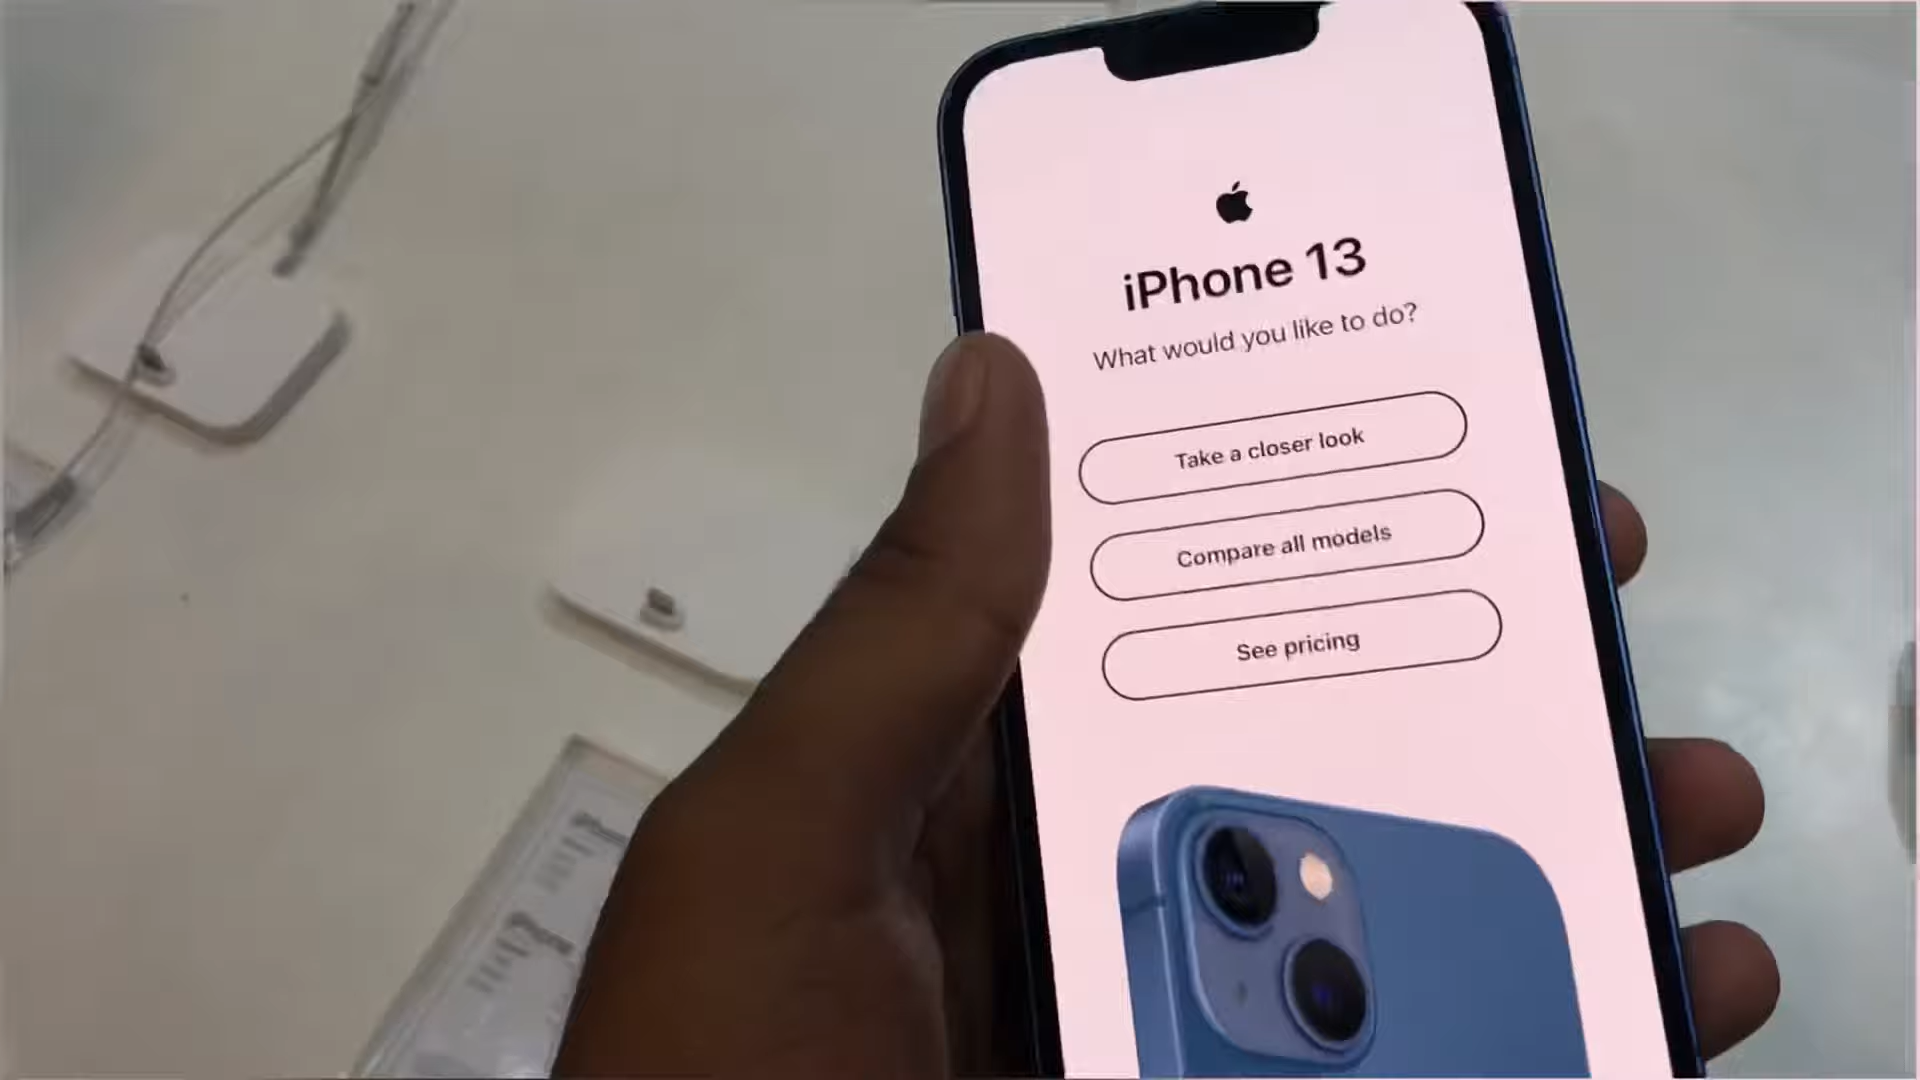 iPhone 13
What would you like to do?
Take a closer look
Compare all models
See pricing